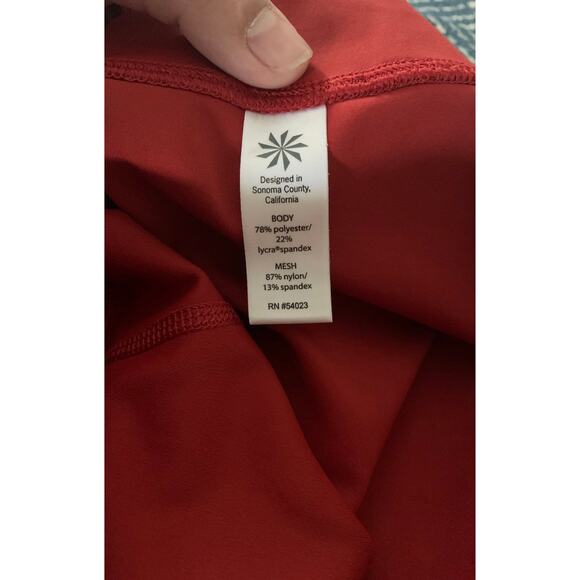 Designed in
Sonoma County,
California
BODY
78% polyester/
22%
lycra®spandex
MESH
87% nylon/
13% spandex
RN #54023